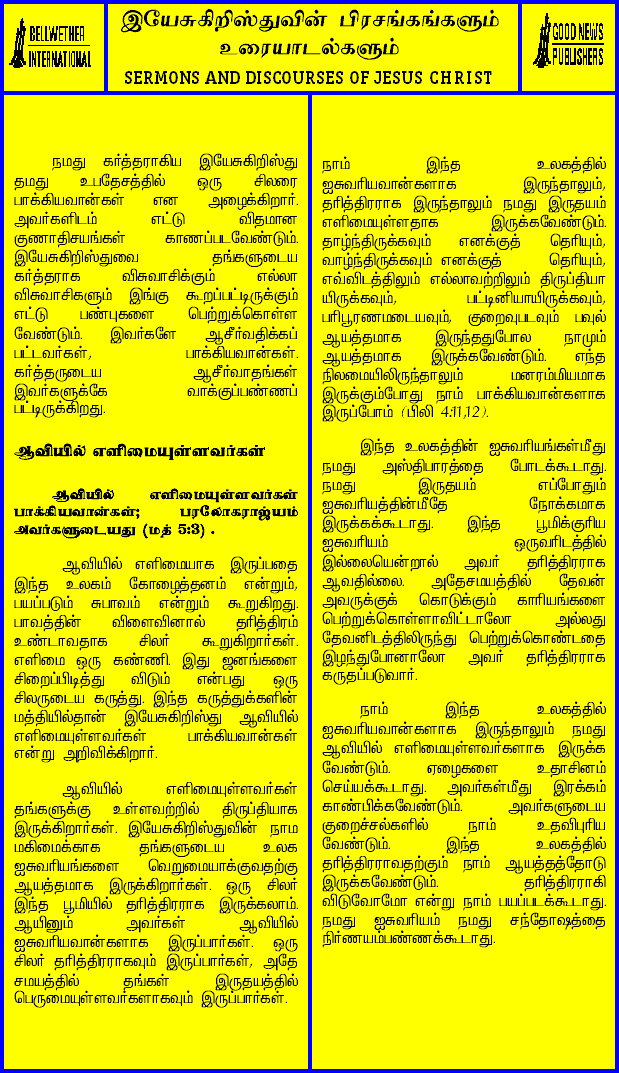 BELLWETHER
INTERNATIONAL
இயேசுகிறிஸ்துவின் பிரசங்கங்களும்
உரையாடல்களும்
SERMONS AND DISCOURSES OF JESUS CHRIST
GOOD NEWS
PUBLISHERS
நமது கர்த்தராகிய இயேசுகிறிஸ்து
தமது உபதேசத்தில் ஒரு சிலரை
பாக்கியவான்கள் என அழைக்கிறார்.
அவர்களிடம் எட்டு விதமான
குணாதிசயங்கள் காணப்படவேண்டும்.
இயேசுகிறிஸ்துவை தங்களுடைய
கர்த்தராக விசுவாசிக்கும் எல்லா
விசுவாசிகளும் இங்கு கூறப்பட்டிருக்கும்
எட்டு பண்புகளை பெற்றுக்கொள்ள
வேண்டும். இவர்களே ஆசீர்வதிக்கப்
பட்டவர்கள், பாக்கியவான்கள்.
கர்த்தருடைய ஆசீர்வாதங்கள்
இவர்களுக்கே வாக்குப்பண்ணப்
பட்டிருக்கிறது.
ஆவியில் எளிமையுள்ளவர்கள்
ஆவியில் எளிமையுள்ளவர்கள்
பாக்கியவான்கள்; பரலோகராஜ்யம்
அவர்களுடையது (மத் 5:3) .
ஆவியில் எளிமையாக இருப்பதை
இந்த உலகம் கோழைத்தனம் என்றும்,
பயப்படும் சுபாவம் என்றும் கூறுகிறது.
பாவத்தின் விளைவினால் தரித்திரம்
உண்டாவதாக சிலர் கூறுகிறார்கள்.
எளிமை ஒரு கண்ணி. இது ஜனங்களை
சிறைப்பிடித்து விடும் என்பது ஒரு
சிலருடைய கருத்து. இந்த கருத்துக்களின்
மத்தியில்தான் இயேசுகிறிஸ்து ஆவியில்
எளிமையுள்ளவர்கள் பாக்கியவான்கள்
என்று அறிவிக்கிறார்.
ஆவியில் எளிமையுள்ளவர்கள்
தங்களுக்கு உள்ளவற்றில் திருப்தியாக
இருக்கிறார்கள். இயேசுகிறிஸ்துவின் நாம
மகிமைக்காக தங்களுடைய உலக
ஐசுவரியங்களை வெறுமையாக்குவதற்கு
ஆயத்தமாக இருக்கிறார்கள். ஒரு சிலர்
இந்த பூமியில் தரித்திரராக இருக்கலாம்.
ஆயினும் அவர்கள் ஆவியில்
ஐசுவரியவான்களாக இருப்பார்கள். ஒரு
சிலர் தரித்திரராகவும் இருப்பார்கள், அதே
சமயத்தில் தங்கள் இருதயத்தில்
பெருமையுள்ளவர்களாகவும் இருப்பார்கள்.
நாம் இந்த உலகத்தில்
ஐசுவரியவான்களாக இருந்தாலும்,
தரித்திரராக இருந்தாலும் நமது இருதயம்
எளிமையுள்ளதாக இருக்கவேண்டும்.
தாழ்ந்திருக்கவும் எனக்குத் தெரியும்,
வாழ்ந்திருக்கவும் எனக்குத் தெரியும்,
எவ்விடத்திலும் எல்லாவற்றிலும் திருப்தியா
யிருக்கவும், பட்டினியாயிருக்கவும்,
பரிபூரணமடையவும், குறைவுபடவும் பவுல்
ஆயத்தமாக இருந்ததுபோல நாமும்
ஆயத்தமாக இருக்கவேண்டும். எந்த
நிலமையிலிருந்தாலும் மனரம்மியமாக
இருக்கும்போது நாம் பாக்கியவான்களாக
இருப்போம் (பிலி 4:11,12).
இந்த உலகத்தின் ஐசுவரியங்கள்மீது
நமது அஸ்திபாரத்தை போடக்கூடாது.
நமது இருதயம் எப்போதும்
ஐசுவரியத்தின்மீதே நோக்கமாக
இருக்கக்கூடாது. இந்த பூமிக்குரிய
ஐசுவரியம் ஒருவரிடத்தில்
இல்லையென்றால் அவர் தரித்திரராக
ஆவதில்லை. அதேசமயத்தில் தேவன்
அவருக்குக் கொடுக்கும் காரியங்களை
பெற்றுக்கொள்ளாவிட்டாலோ அல்லது
தேவனிடத்திலிருந்து பெற்றுக்கொண்டதை
இழந்துபோனாலோ அவர் தரித்திரராக
கருதப்படுவார்.
நாம் இந்த உலகத்தில்
ஐசுவரியவான்களாக இருந்தாலும் நமது
ஆவியில் எளிமையுள்ளவர்களாக இருக்க
வேண்டும். ஏழைகளை உதாசினம்
செய்யக்கூடாது. அவர்கள்மீது இரக்கம்
காண்பிக்கவேண்டும். அவர்களுடைய
குறைச்சல்களில் நாம் உதவிபுரிய
வேண்டும். இந்த உலகத்தில்
தரித்திரராவதற்கும் நாம் ஆயத்தத்தோடு
இருக்கவேண்டும். தரித்திரராகி
விடுவோமோ என்று நாம் பயப்படக்கூடாது.
நமது ஐசுவரியம் நமது சந்தோஷத்தை
நிர்ணயம்பண்ணக்கூடாது.